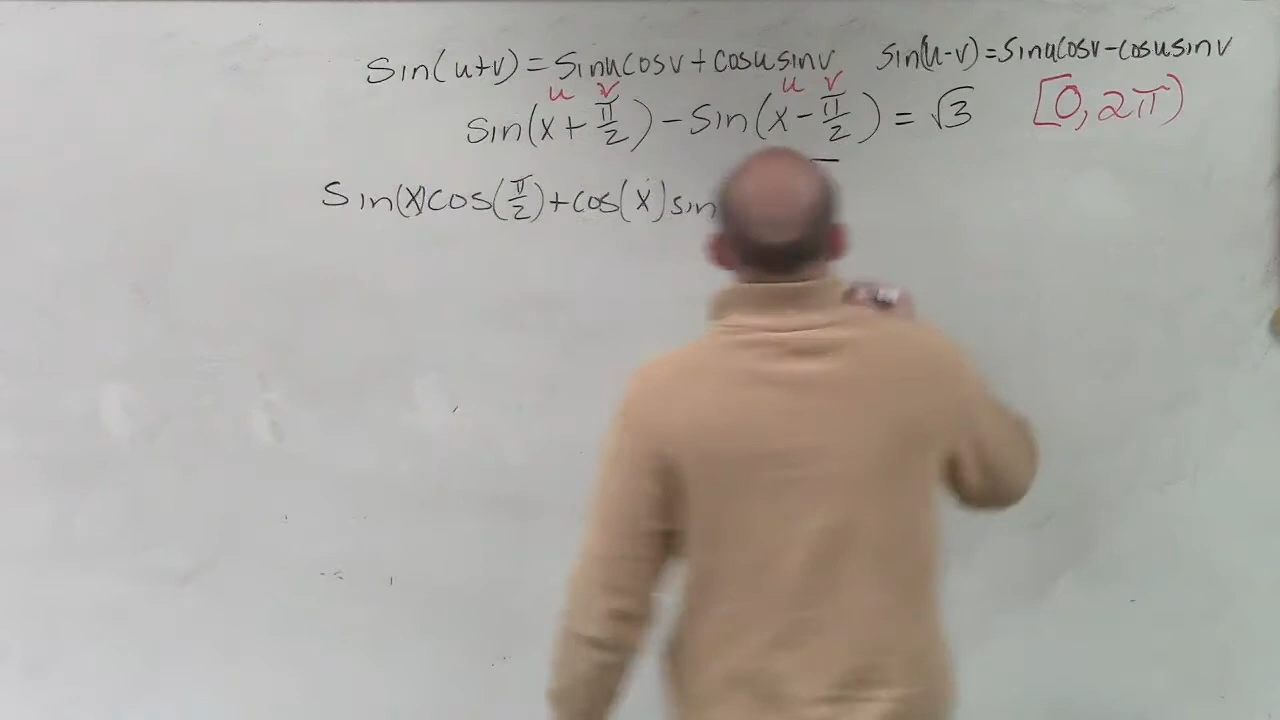 sin(u+v) = sinucosv + cosusinv sin(u-v) = sinucosv - cosusinv
u v u v
sin(x + π/2) - sin(x - π/2) = √3 [0, 2π)
sin(x)cos(π/2) + cos(x)sin